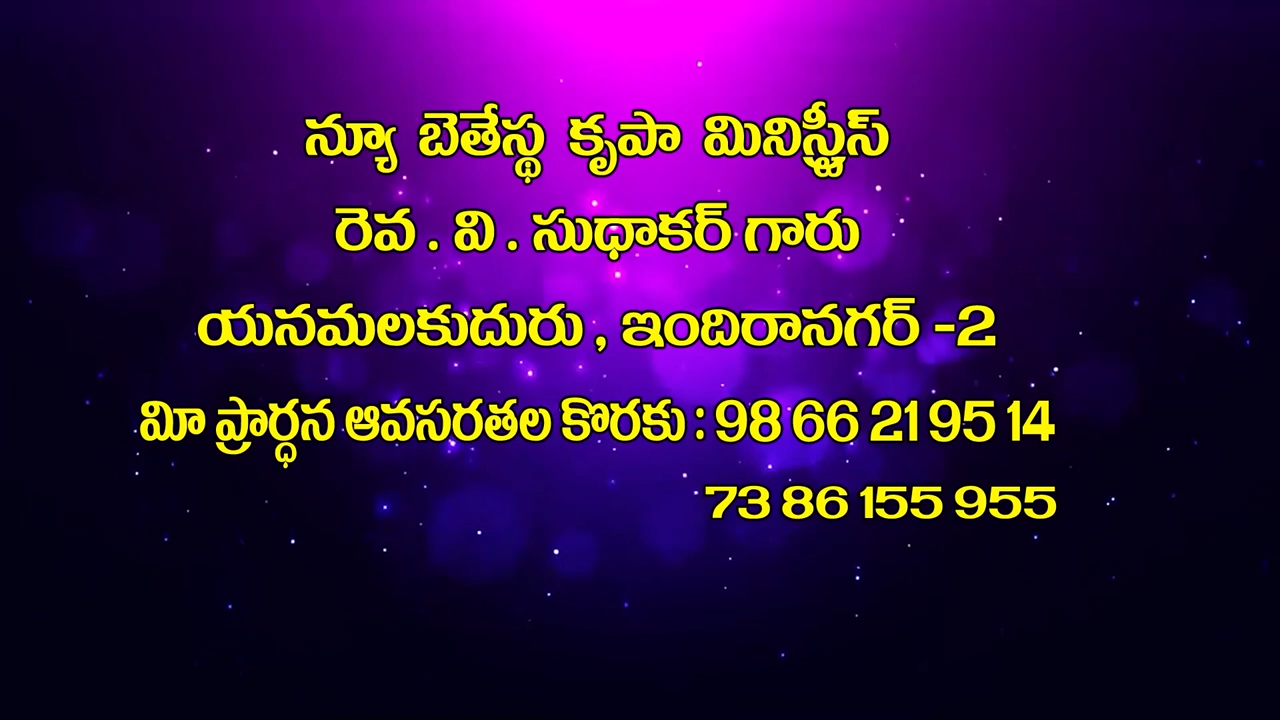 న్యూ బెతేస్థ కృపా మినిస్ట్రీస్
రెవ . వి . సుధాకర్ గారు
యనమలకుదురు , ఇందిరానగర్ -2
మీ ప్రార్ధన ఆవసరతల కొరకు : 98 66 21 95 14
73 86 155 955